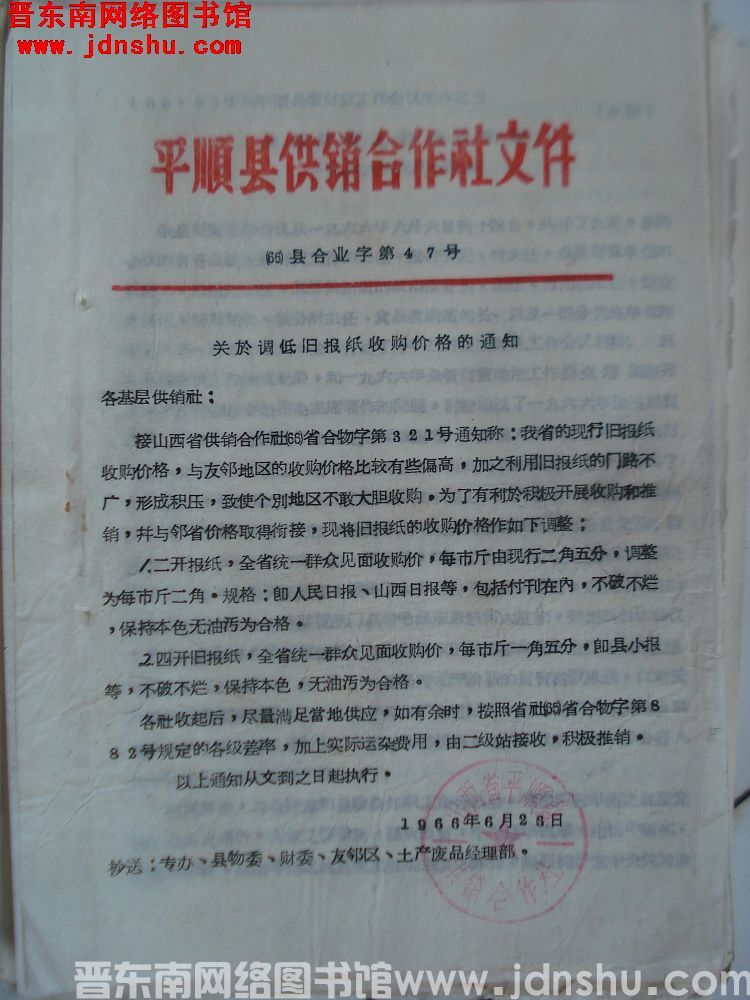 晋东南网络图书馆
www.jdnshu.com
平順县供销合作社文件
(66)县合业字第47号
关於调低旧报纸收购价格的通知
各基层供销社：
接山西省供销合作社(66)省合物字第321号通知称：我省的现行旧报纸
收购价格，与友邻地区的收购价格比较有些偏高，加之利用旧报纸的门路不
广，形成积压，致使个别地区不敢大胆收购。为了有利於积极开展收购和推
销，幷与邻省价格取得衔接，现将旧报纸的收购价格作如下调整：
1.二开报纸，全省统一群众见面收购价，每市斤由现行二角五分，调整
为每市斤二角。规格：卽人民日报、山西日报等，包括付刊在內，不破不烂
，保持本色无油汚为合格。
2.四开旧报纸，全省统一群众见面收购价，每市斤一角五分，卽县小报
等，不破不烂，保持本色，无油汚为合格。
各社收起后，尽量满足當地供应，如有余时，按照省社(65)省合物字第8
82号规定的各级差率，加上实际运杂费用，由二级站接收，积极推销。
以上通知从文到之日起执行。
1966年6月26日
抄送：专办、县物委、财委、友邻区、土产废品经理部。
晋东南网络图书馆www.jdnshu.com